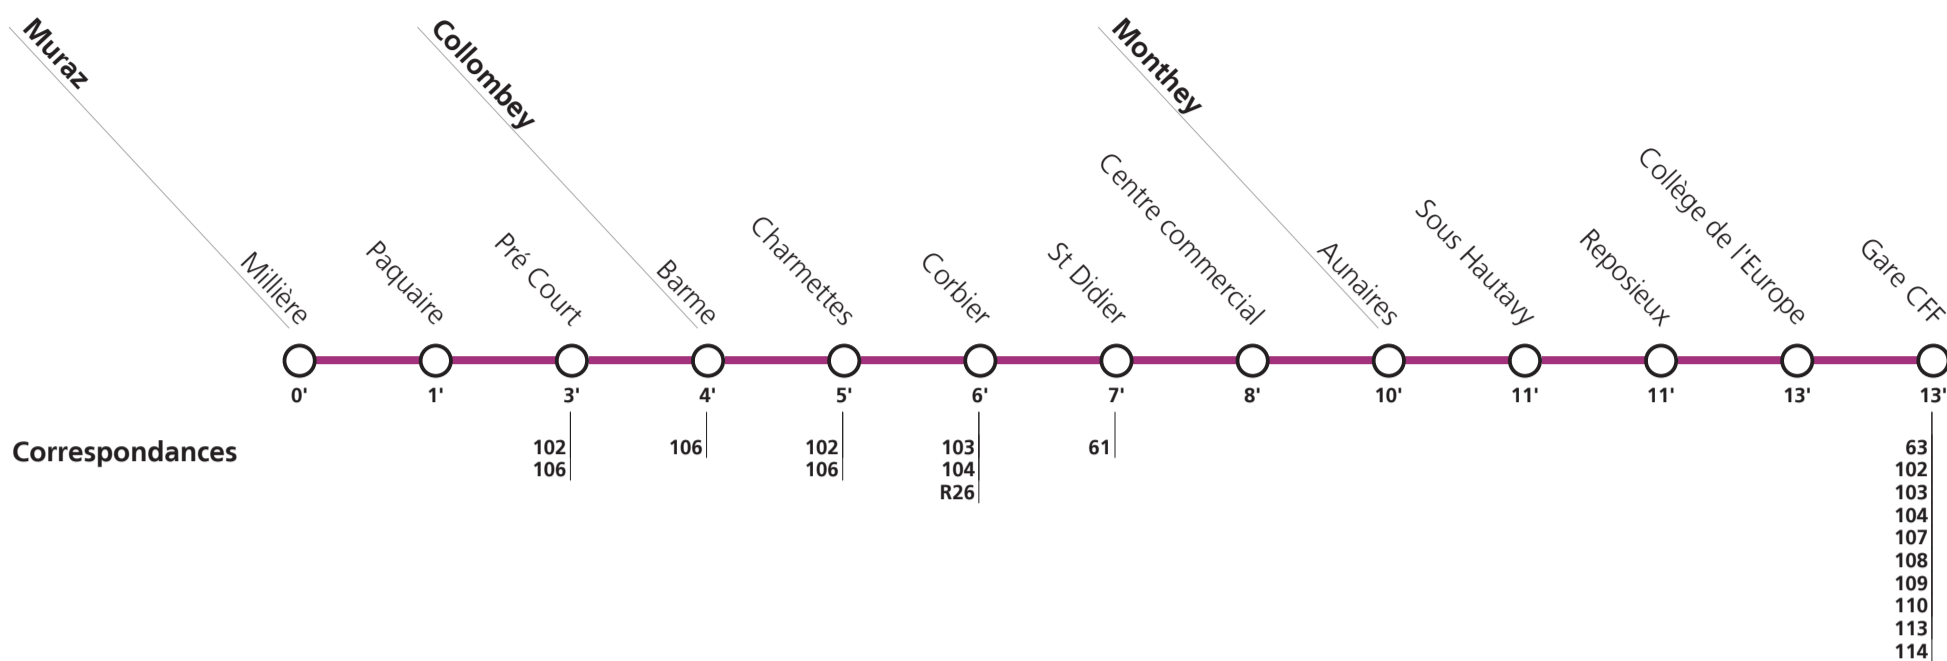 Muraz
Collombey
Monthey
Millière
Paquaire
Pré Court
Barme
Charmettes
Corbier
St Didier
Centre commercial
Aunaires
Sous Hautavy
Reposieux
Collège de l'Europe
Gare CFF
0' 1' 3' 4' 5' 6' 7' 8' 10' 11' 11' 13' 13'
Correspondances
102
106
106
102
106
103
104
R26
61
63
102
103
104
107
108
109
110
113
114